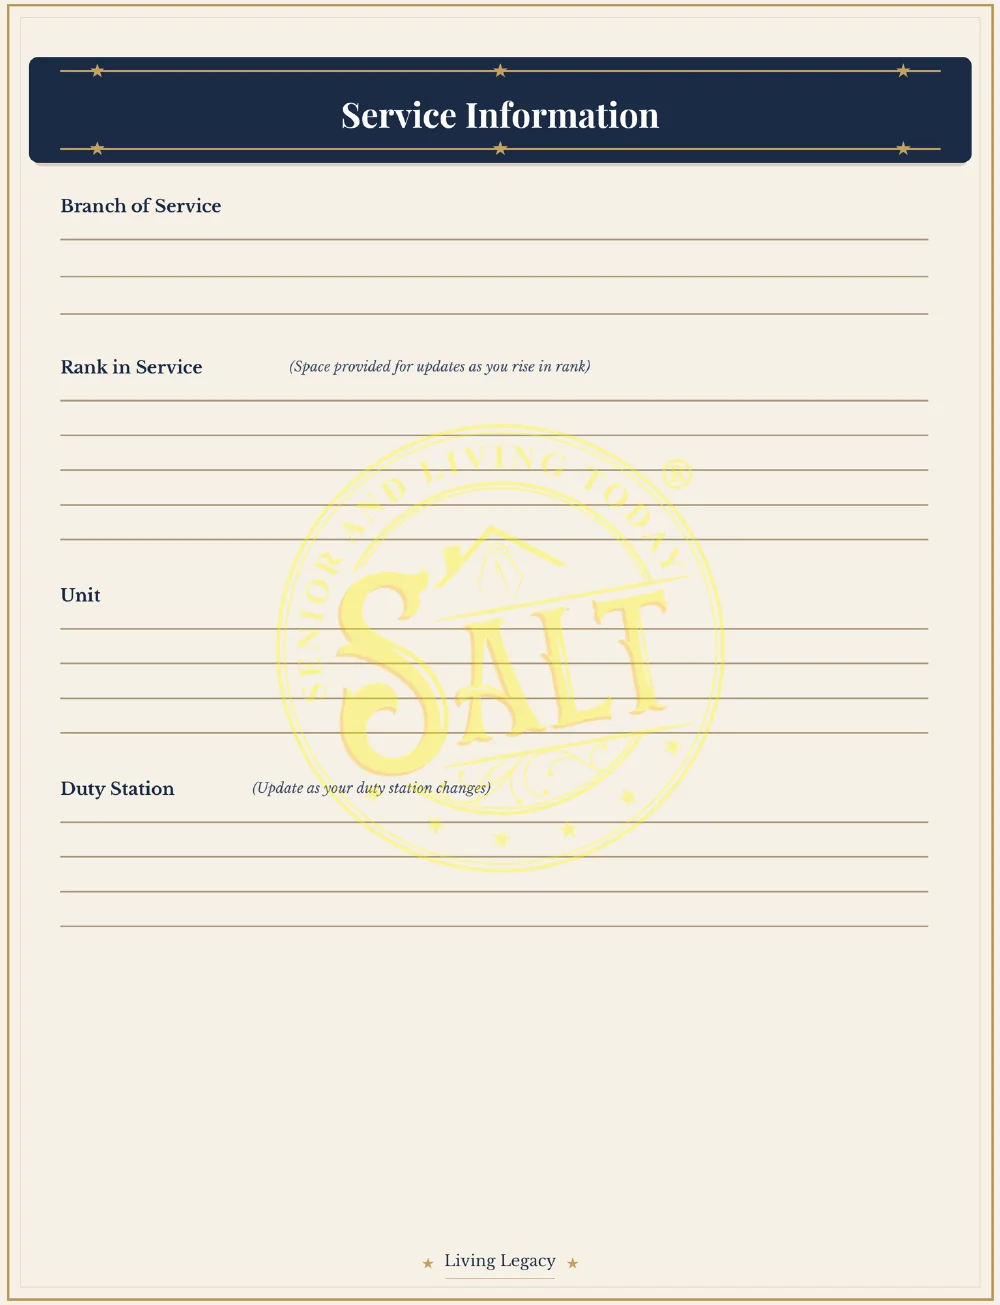 Service Information
Branch of Service
Rank in Service (Space provided for updates as you rise in rank)
SENIOR AND LIVING TODAY ®
SALT
Unit
Duty Station (Update as your duty station changes)
Living Legacy